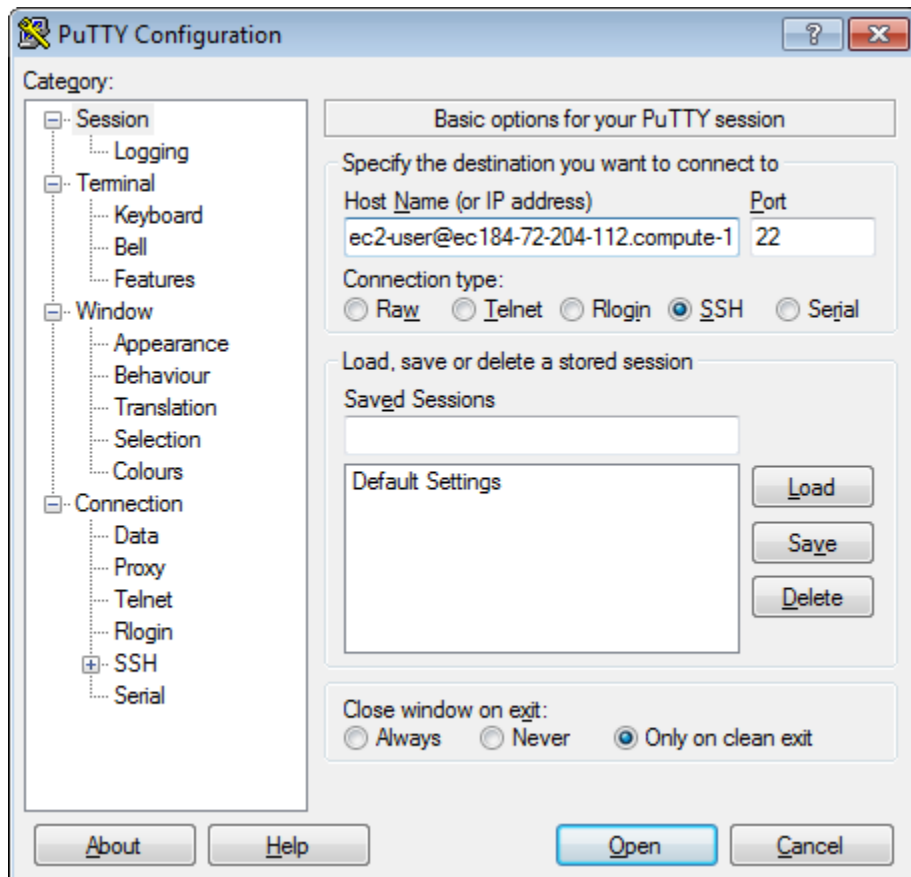 PuTTY Configuration
Category:
Session
Logging
Terminal
Keyboard
Bell
Features
Window
Appearance
Behaviour
Translation
Selection
Colours
Connection
Data
Proxy
Telnet
Rlogin
SSH
Serial
Basic options for your PuTTY session
Specify the destination you want to connect to
Host Name (or IP address) Port
ec2-user@ec184-72-204-112.compute-1 22
Connection type:
Raw Telnet Rlogin SSH Serial
Load, save or delete a stored session
Saved Sessions
Default Settings
Load
Save
Delete
Close window on exit:
Always Never Only on clean exit
About Help Open Cancel